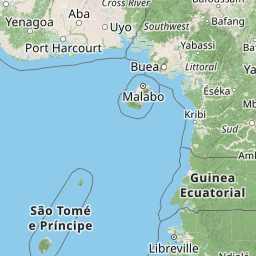 Cross River
Yenagoa
Aba
Uyo
Southwest
Bafang
Port Harcourt
Yabassi
Buea
Littoral
Malabo
Éséka
Kribi
Sud
Guinea
Ecuatorial
São Tomé
e Príncipe
Ndjolé
Libreville